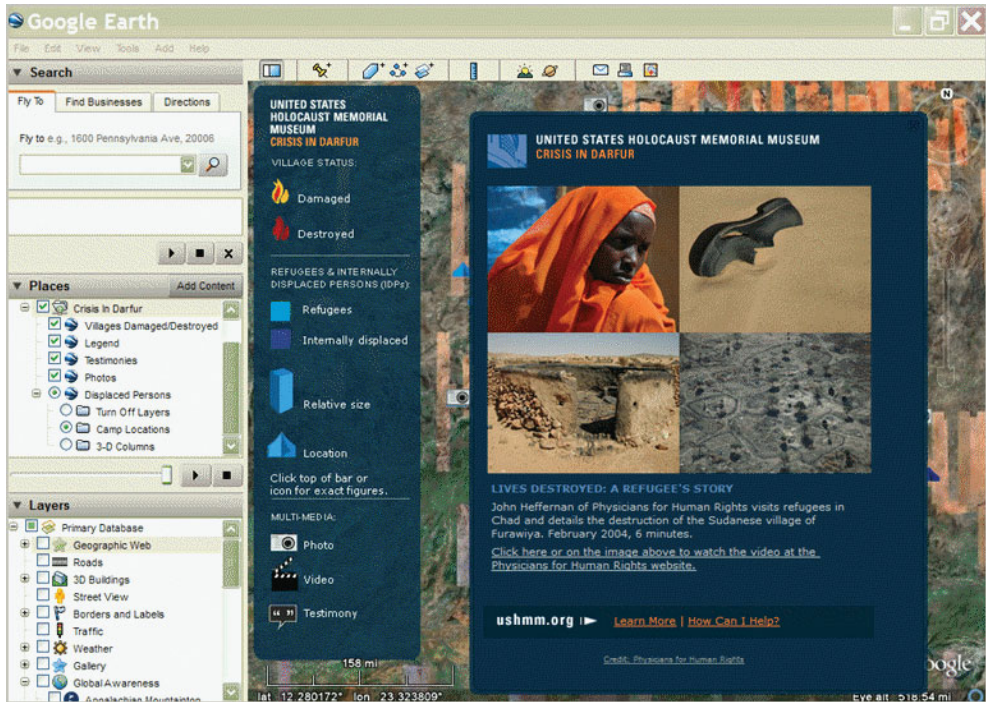 Google Earth
File Edit View Tools Add Help
Search
Fly To Find Businesses Directions
Fly to e.g., 1600 Pennsylvania Ave, 20006
Places Add Content
Crisis In Darfur
Villages Damaged/Destroyed
Legend
Testimonies
Photos
Displaced Persons
Turn Off Layers
Camp Locations
3-D Columns
Layers
Primary Database
Geographic Web
Roads
3D Buildings
Street View
Borders and Labels
Traffic
Weather
Gallery
Global Awareness
Appalachian Mountaintop
UNITED STATES
HOLOCAUST MEMORIAL
MUSEUM
CRISIS IN DARFUR
VILLAGE STATUS:
Damaged
Destroyed
REFUGEES & INTERNALLY
DISPLACED PERSONS (IDPs):
Refugees
Internally displaced
Relative size
Location
Click top of bar or
icon for exact figures.
MULTI-MEDIA:
Photo
Video
Testimony
158 mi
lat 12.280172° lon 23.323809°
N
UNITED STATES HOLOCAUST MEMORIAL MUSEUM
CRISIS IN DARFUR
LIVES DESTROYED: A REFUGEE'S STORY
John Heffernan of Physicians for Human Rights visits refugees in
Chad and details the destruction of the Sudanese village of
Furawiya. February 2004, 6 minutes.
Click here or on the image above to watch the video at the
Physicians for Human Rights website.
ushmm.org Learn More | How Can I Help?
Credit: Physicians for Human Rights
oogle
Eye alt 518.54 mi